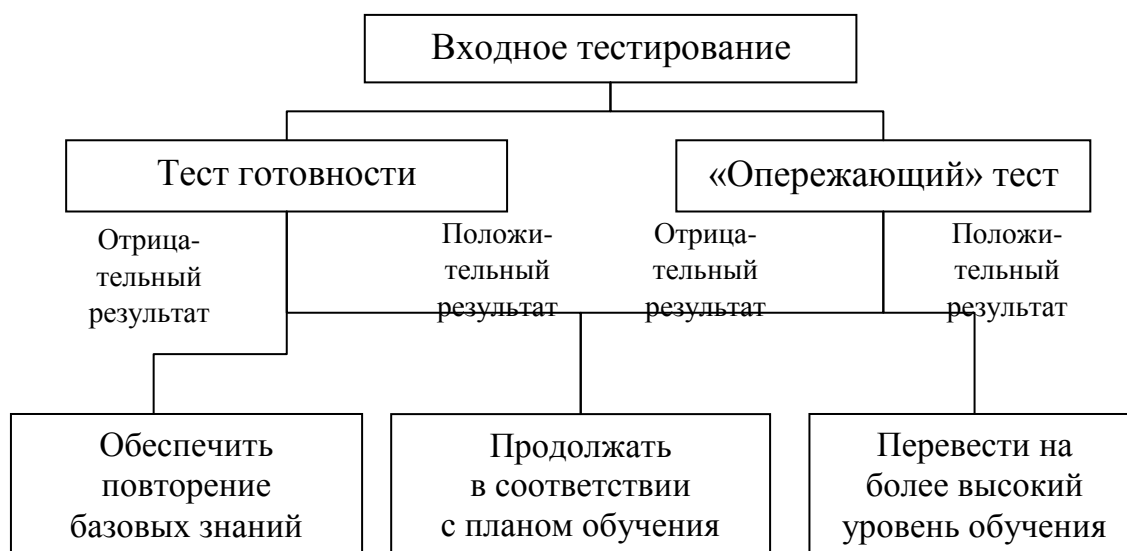 Входное тестирование
Тест готовности
«Опережающий» тест
Отрица-
тельный
результат
Положи-
тельный
результат
Отрица-
тельный
результат
Положи-
тельный
результат
Обеспечить
повторение
базовых знаний
Продолжать
в соответствии
с планом обучения
Перевести на
более высокий
уровень обучения